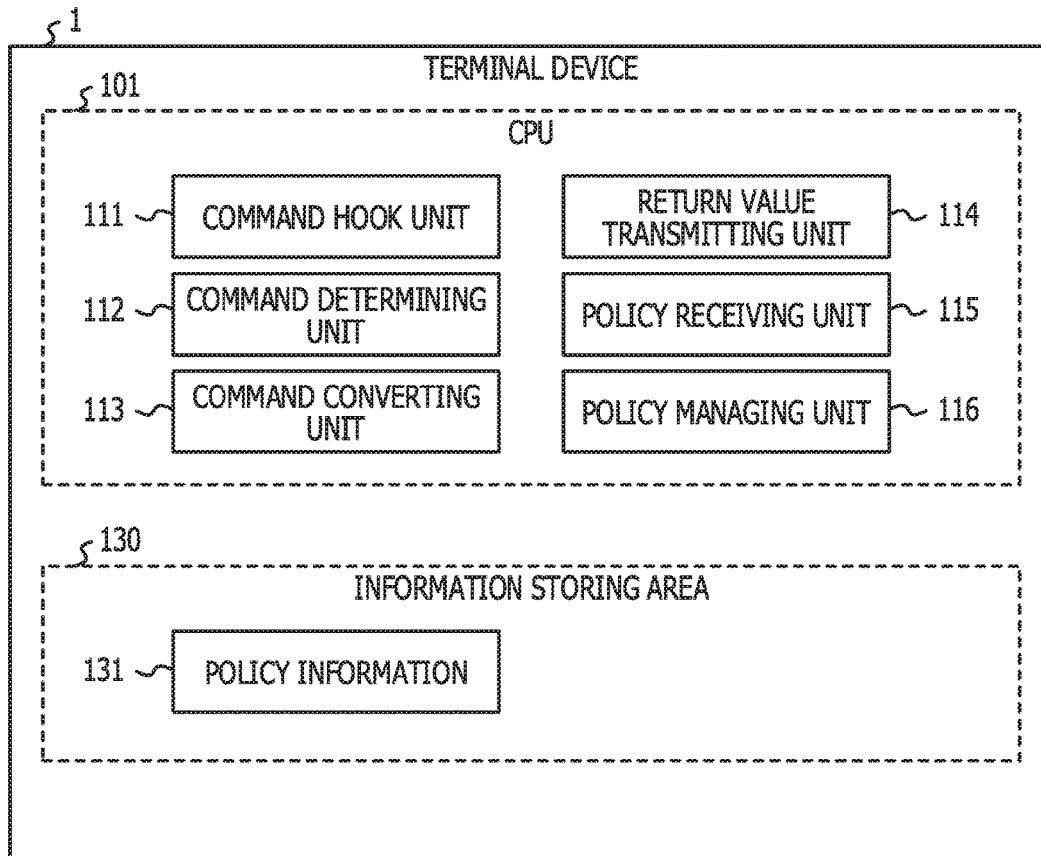 1
TERMINAL DEVICE
101
CPU
111
COMMAND HOOK UNIT
RETURN VALUE
TRANSMITTING UNIT
114
112
COMMAND DETERMINING
UNIT
POLICY RECEIVING UNIT
115
113
COMMAND CONVERTING
UNIT
POLICY MANAGING UNIT
116
130
INFORMATION STORING AREA
131
POLICY INFORMATION